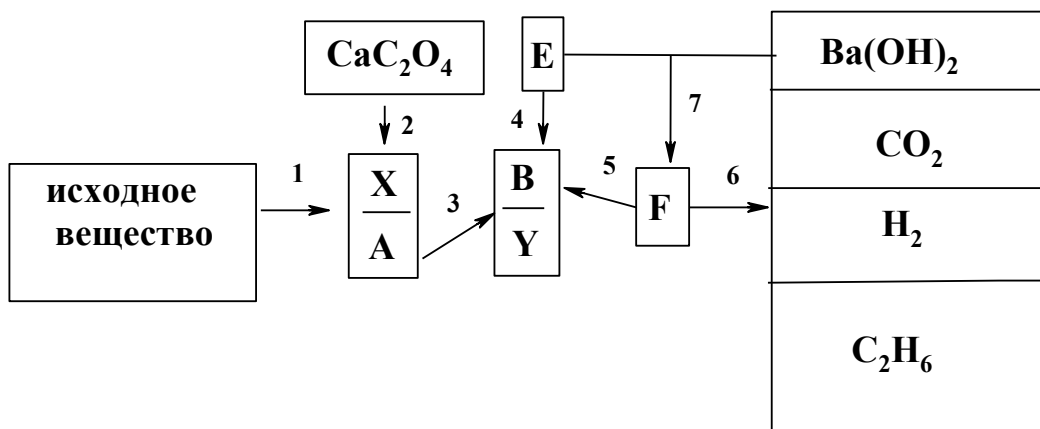 CaC₂O₄
E
Ba(OH)₂
7
2
4
CO₂
исходное
вещество
1
X
A
3
B
Y
5
F
6
H₂
C₂H₆